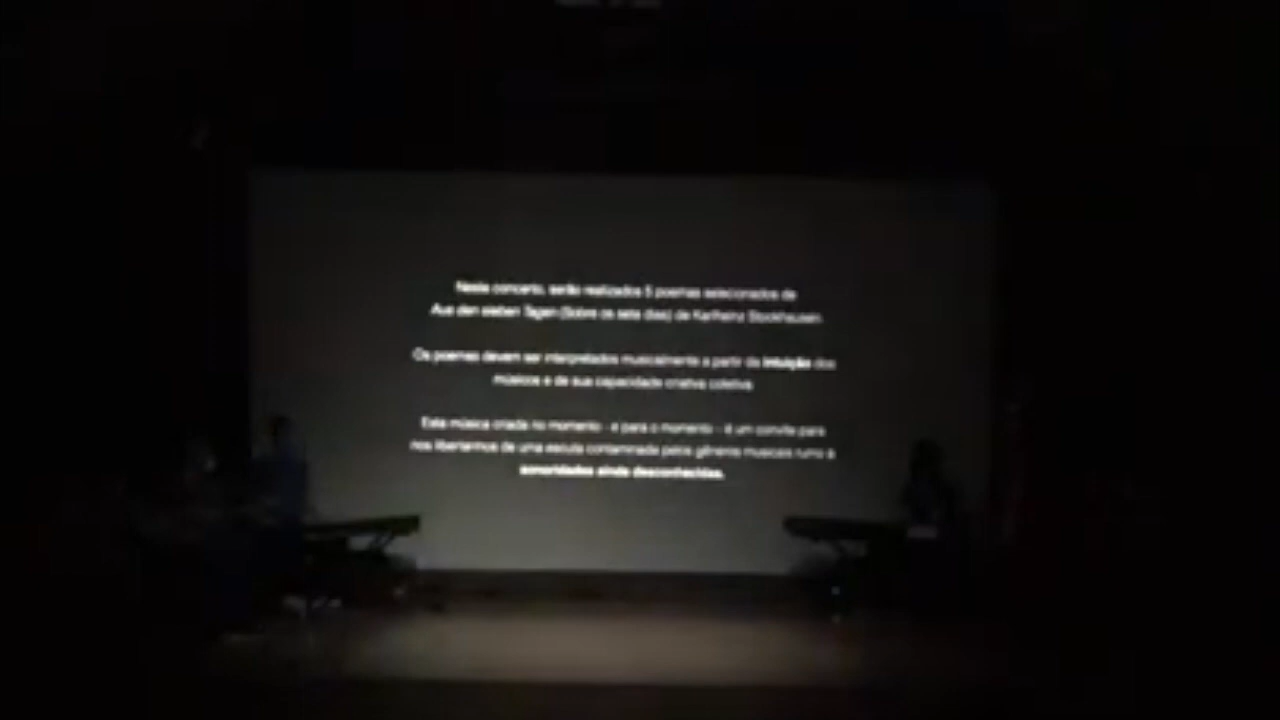 Neste concerto, serão realizados 5 poemas selecionados de
Aus den sieben Tagen (Sobre os sete dias) de Karlheinz Stockhausen
Os poemas devem ser interpretados musicalmente a partir da intuição dos
músicos e de sua capacidade criativa coletiva
Esta música criada no momento - e para o momento - é um convite para
nos libertarmos de uma escuta contaminada pelos gêneros musicais rumo à
sonoridades ainda desconhecidas.